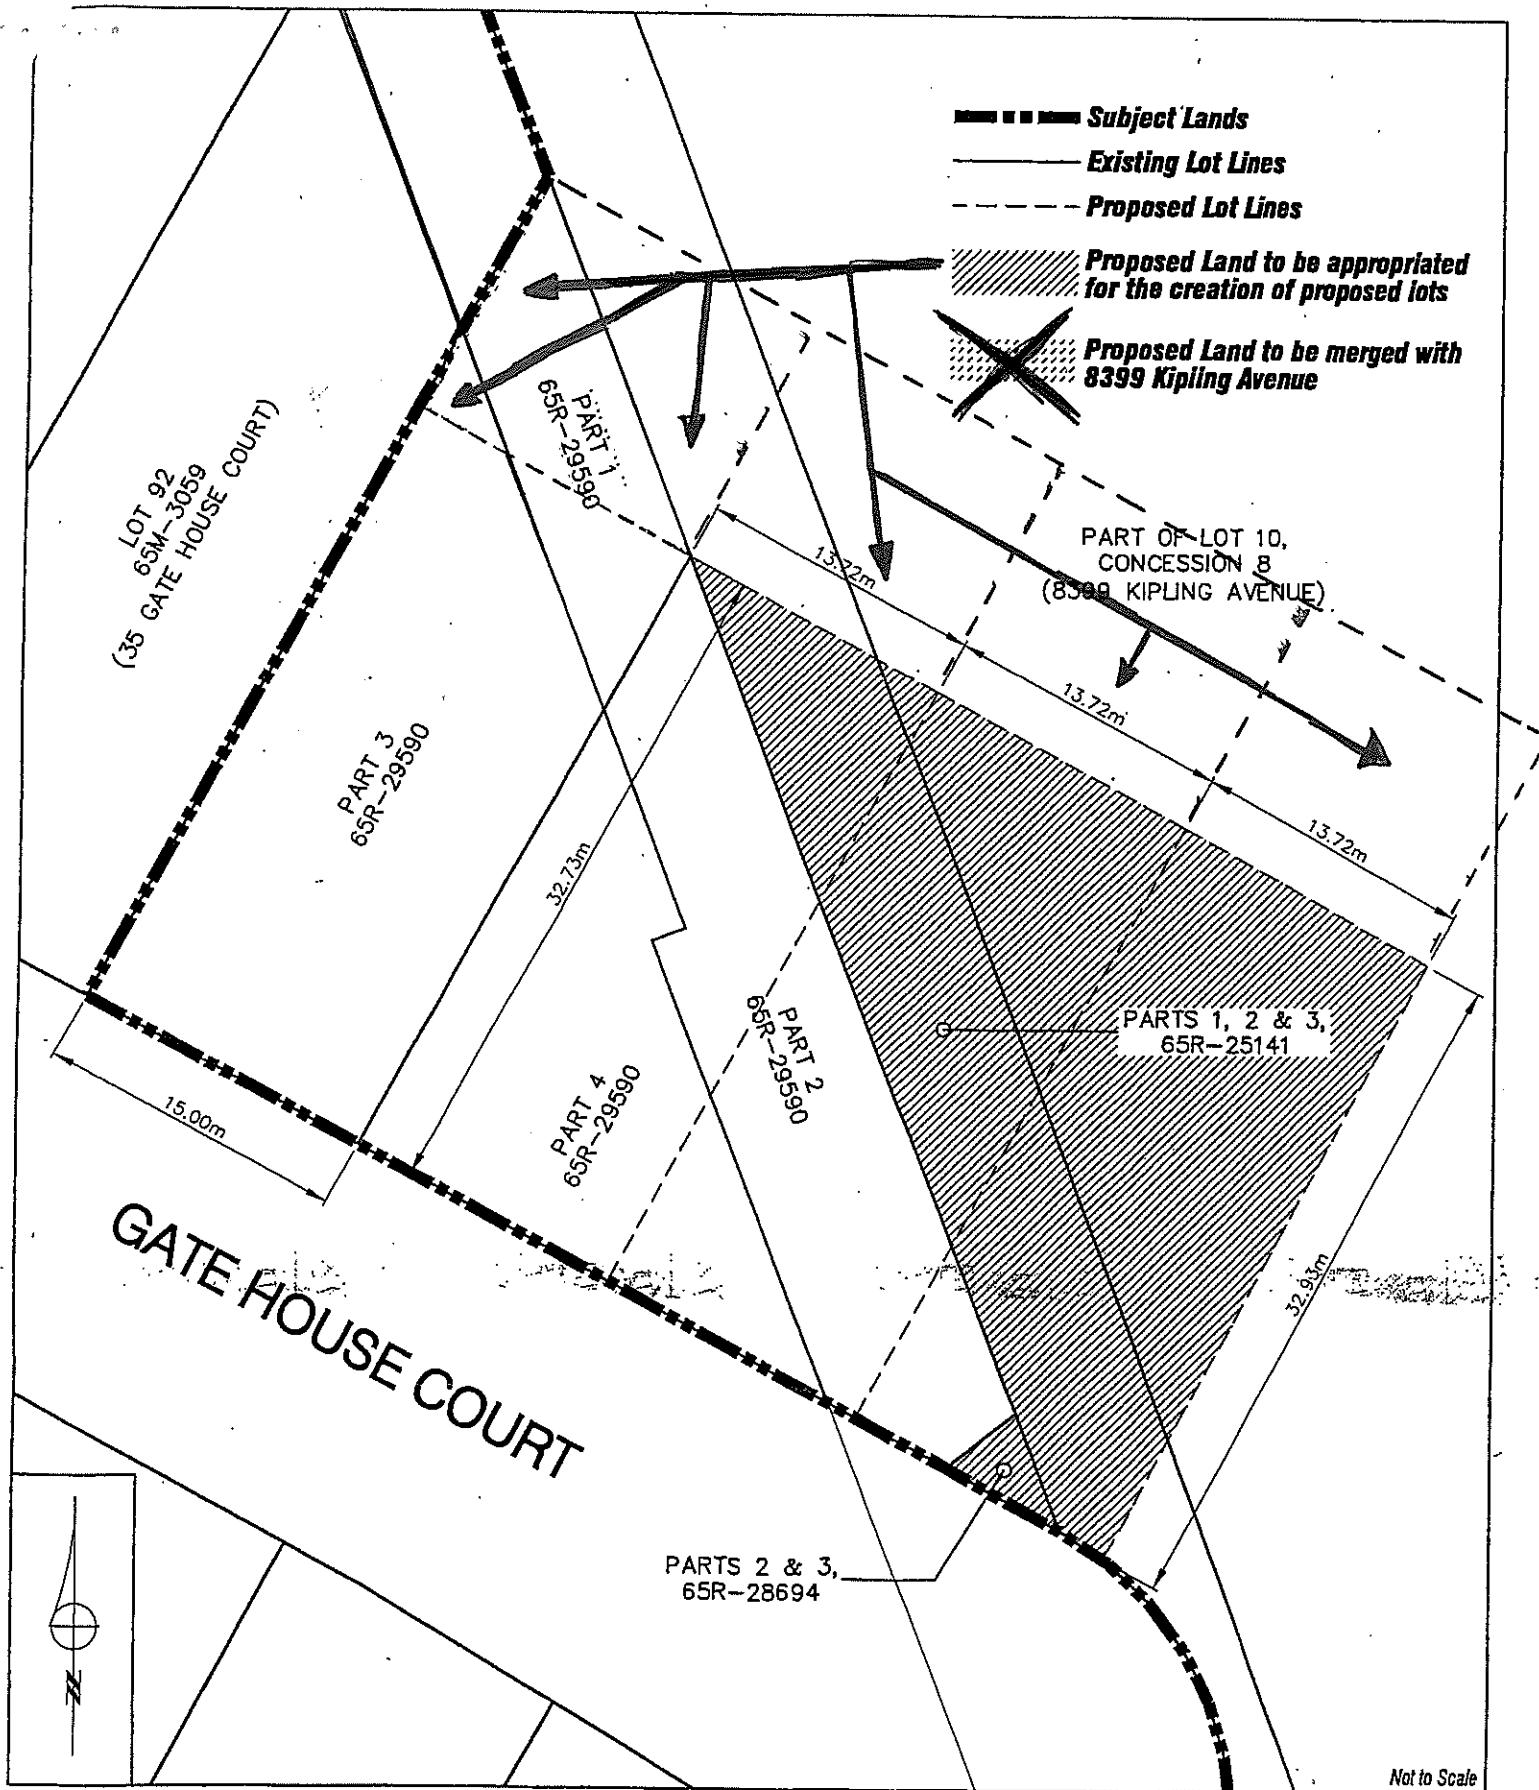 Subject Lands
Existing Lot Lines
Proposed Lot Lines
Proposed Land to be appropriated
for the creation of proposed lots
Proposed Land to be merged with
8399 Kipling Avenue
PART 1
65R-29590
LOT 92
65M-3059
(35 GATE HOUSE COURT)
PART OF LOT 10,
CONCESSION 8
(8399 KIPLING AVENUE)
13.72m
13.72m
13.72m
PART 3
65R-29590
32.73m
PART 2
65R-29590
PARTS 1, 2 & 3,
65R-25141
PART 4
65R-29590
15.00m
32.93m
GATE HOUSE COURT
PARTS 2 & 3,
65R-28694
N
Not to Scale